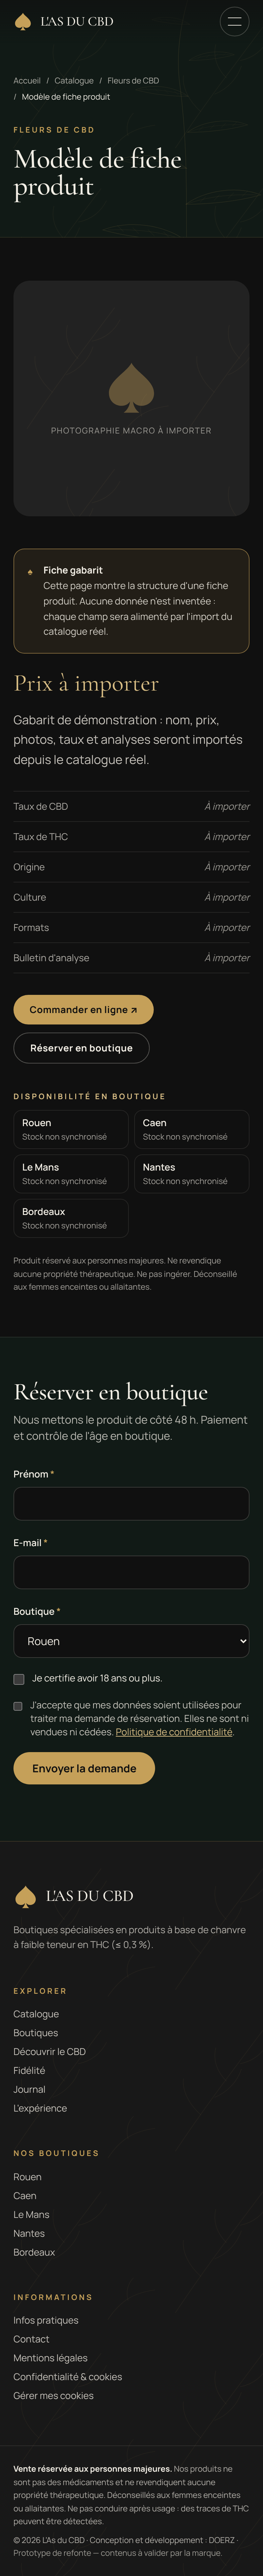 L'AS DU CBD
Accueil / Catalogue / Fleurs de CBD
/ Modèle de fiche produit
FLEURS DE CBD
Modèle de fiche
produit
PHOTOGRAPHIE MACRO À IMPORTER
Fiche gabarit
Cette page montre la structure d'une fiche
produit. Aucune donnée n'est inventée :
chaque champ sera alimenté par l'import du
catalogue réel.
Prix à importer
Gabarit de démonstration : nom, prix,
photos, taux et analyses seront importés
depuis le catalogue réel.
Taux de CBD À importer
Taux de THC À importer
Origine À importer
Culture À importer
Formats À importer
Bulletin d'analyse À importer
Commander en ligne ↗
Réserver en boutique
DISPONIBILITÉ EN BOUTIQUE
Rouen
Stock non synchronisé
Caen
Stock non synchronisé
Le Mans
Stock non synchronisé
Nantes
Stock non synchronisé
Bordeaux
Stock non synchronisé
Produit réservé aux personnes majeures. Ne revendique
aucune propriété thérapeutique. Ne pas ingérer. Déconseillé
aux femmes enceintes ou allaitantes.
Réserver en boutique
Nous mettons le produit de côté 48 h. Paiement
et contrôle de l'âge en boutique.
Prénom *
E-mail *
Boutique *
Rouen
Je certifie avoir 18 ans ou plus.
J'accepte que mes données soient utilisées pour
traiter ma demande de réservation. Elles ne sont ni
vendues ni cédées. Politique de confidentialité.
Envoyer la demande
L'AS DU CBD
Boutiques spécialisées en produits à base de chanvre
à faible teneur en THC (≤ 0,3 %).
EXPLORER
Catalogue
Boutiques
Découvrir le CBD
Fidélité
Journal
L'expérience
NOS BOUTIQUES
Rouen
Caen
Le Mans
Nantes
Bordeaux
INFORMATIONS
Infos pratiques
Contact
Mentions légales
Confidentialité & cookies
Gérer mes cookies
Vente réservée aux personnes majeures. Nos produits ne
sont pas des médicaments et ne revendiquent aucune
propriété thérapeutique. Déconseillés aux femmes enceintes
ou allaitantes. Ne pas conduire après usage : des traces de THC
peuvent être détectées.
© 2026 L'As du CBD · Conception et développement : DOERZ ·
Prototype de refonte — contenus à valider par la marque.